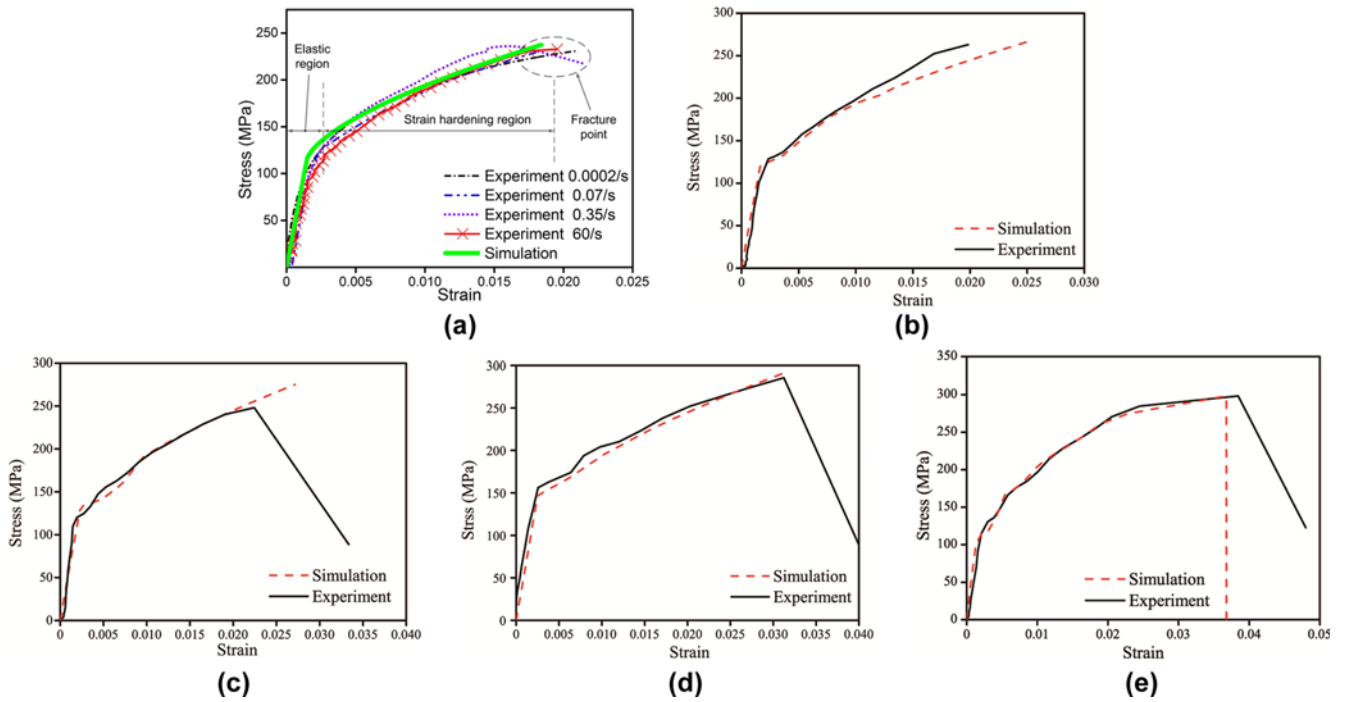 250
200
150
100
50
0
0.005
0.010
0.015
0.020
0.025
Stress (MPa)
Strain
Elastic
region
Strain hardening region
Fracture
point
Experiment 0.0002/s
Experiment 0.07/s
Experiment 0.35/s
Experiment 60/s
Simulation
(a)
300
250
200
150
100
50
0
0
0.005
0.010
0.015
0.020
0.025
0.030
Stress (MPa)
Strain
Simulation
Experiment
(b)
300
250
200
150
100
50
0
0
0.005
0.010
0.015
0.020
0.025
0.030
0.035
0.040
Stress (MPa)
Strain
Simulation
Experiment
(c)
300
250
200
150
100
50
0
0
0.005
0.010
0.015
0.020
0.025
0.030
0.035
0.040
Strss (MPa)
Strain
Simulation
Experiment
(d)
350
300
250
200
150
100
50
0
0
0.01
0.02
0.03
0.04
0.05
Stress (MPa)
Strain
Simulation
Experiment
(e)